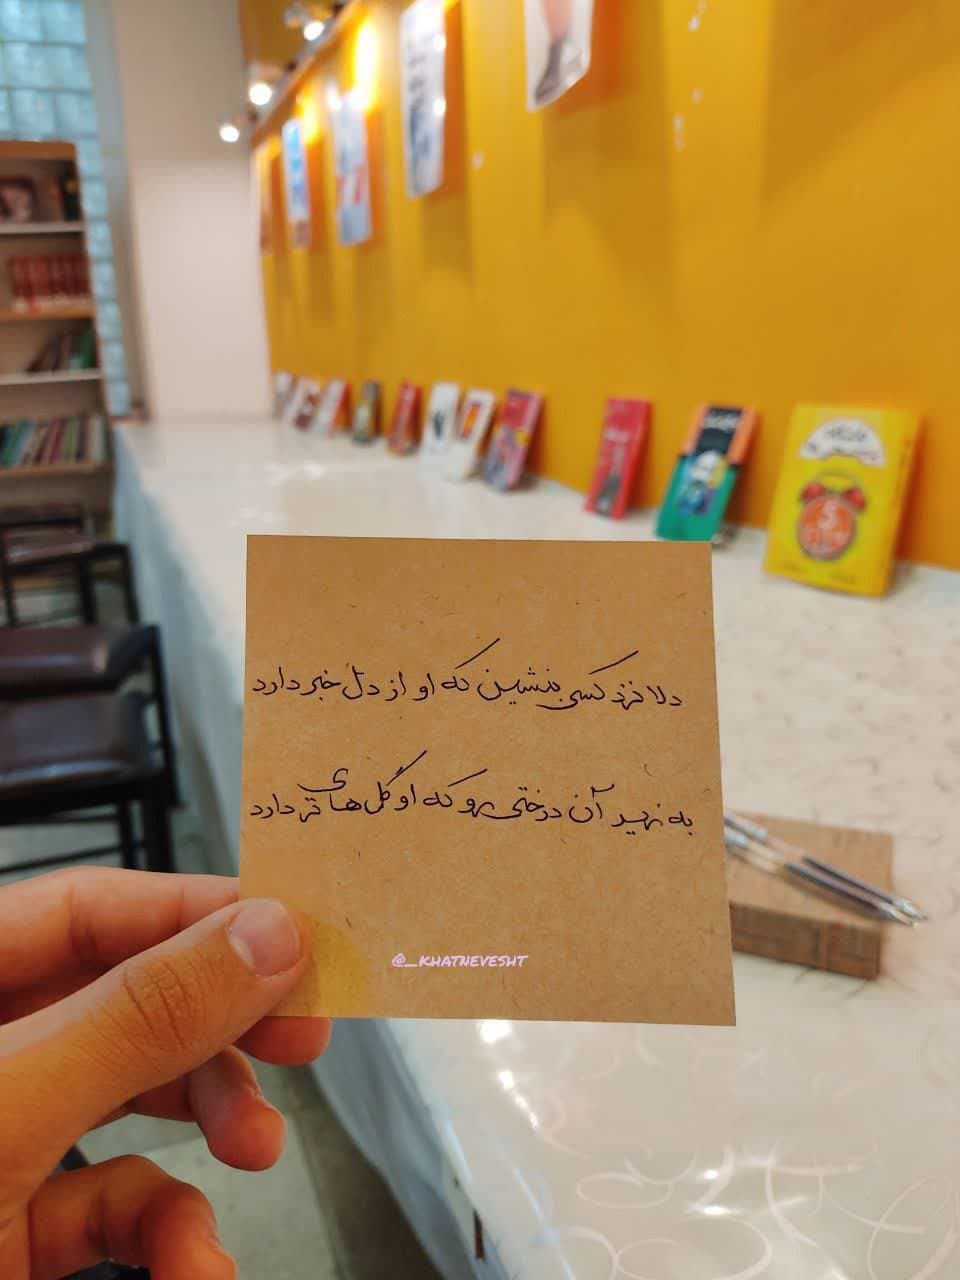 دلا نزد کسی بنشین که او از دل خبر دارد
به زیر آن درختی رو که او گل‌های تر دارد
@_KHATNEVESHT
5